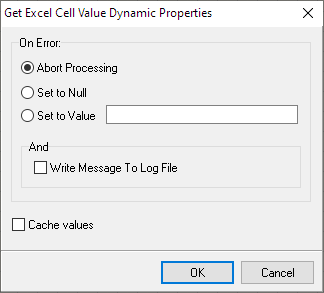 Get Excel Cell Value Dynamic Properties
On Error:
Abort Processing
Set to Null
Set to Value
And
Write Message To Log File
Cache values
OK Cancel